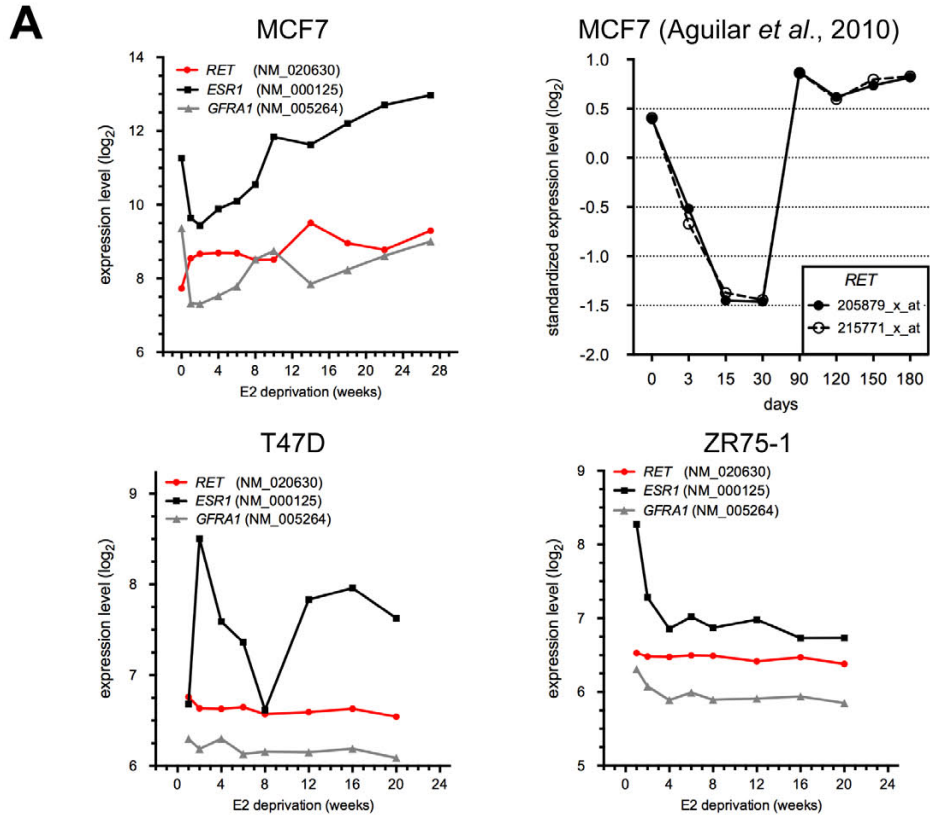 A
MCF7
RET (NM_020630)
ESR1 (NM_000125)
GFRA1 (NM_005264)
expression level (log2)
14
12
10
8
6
0 4 8 12 16 20 24 28
E2 deprivation (weeks)
MCF7 (Aguilar et al., 2010)
standardized expression level (log2)
1.0
0.5
0.0
-0.5
-1.0
-1.5
-2.0
RET
205879_x_at
215771_x_at
0 3 15 30 90 120 150 180
days
T47D
RET (NM_020630)
ESR1 (NM_000125)
GFRA1 (NM_005264)
expression level (log2)
9
8
7
6
0 4 8 12 16 20 24
E2 deprivation (weeks)
ZR75-1
RET (NM_020630)
ESR1 (NM_000125)
GFRA1 (NM_005264)
expression level (log2)
9
8
7
6
5
0 4 8 12 16 20 24
E2 deprivation (weeks)